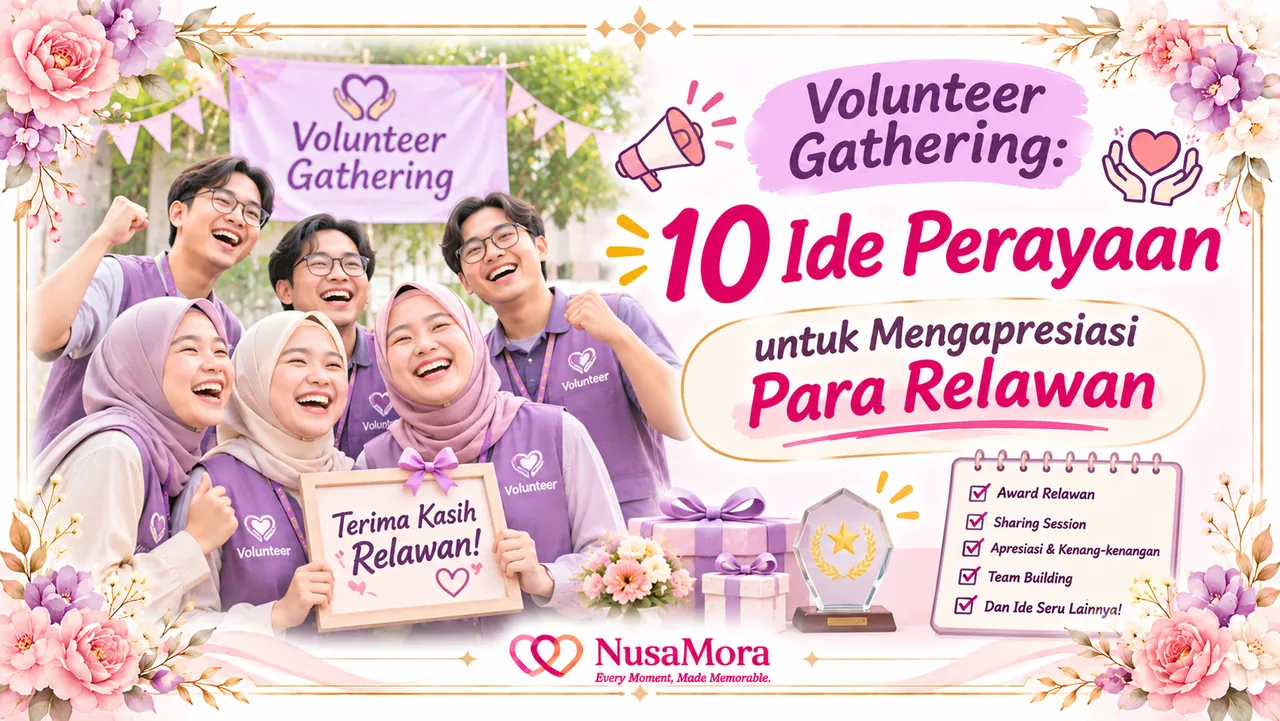 Volunteer
Gathering
Volunteer
Gathering:
10 Ide Perayaan
untuk Mengapresiasi
Para Relawan
Volunteer
Volunteer
Volunteer
Terima Kasih
Relawan!
Award Relawan
Sharing Session
Apresiasi & Kenang-kenangan
Team Building
Dan Ide Seru Lainnya!
NusaMora
Every Moment, Made Memorable.